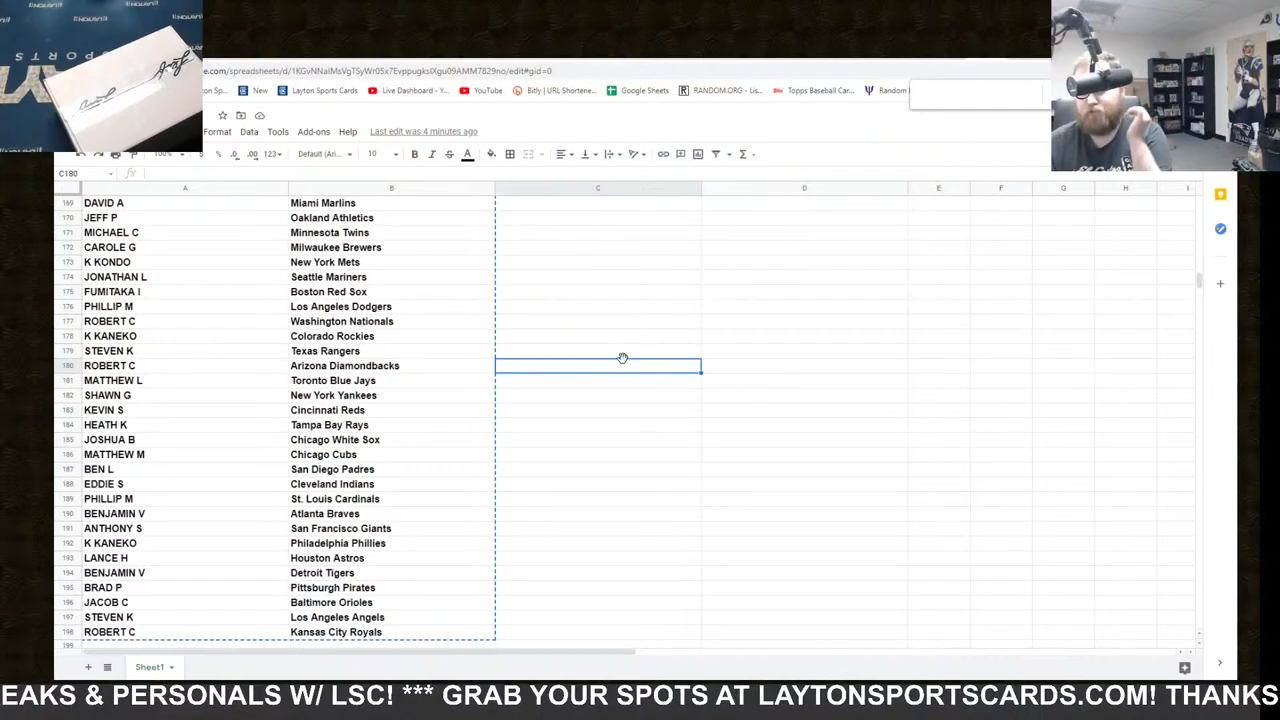 e.com/spreadsheets/d/1KGvNNaIMsVgTSyWr0Sx7EvppugksIXgu09AMM7829no/edit#gid=0
on Sp... New Layton Sports Cards Live Dashboard - Y... YouTube Bitly | URL Shortene... Google Sheets RANDOM.ORG - Lis... Topps Baseball Car... Random
Format Data Tools Add-ons Help Last edit was 4 minutes ago
100% % .0 .00 123 Default (Ari... 10 B I S A
C180 fx
A B C D E F G H I
169 DAVID A Miami Marlins
170 JEFF P Oakland Athletics
171 MICHAEL C Minnesota Twins
172 CAROLE G Milwaukee Brewers
173 K KONDO New York Mets
174 JONATHAN L Seattle Mariners
175 FUMITAKA I Boston Red Sox
176 PHILLIP M Los Angeles Dodgers
177 ROBERT C Washington Nationals
178 K KANEKO Colorado Rockies
179 STEVEN K Texas Rangers
180 ROBERT C Arizona Diamondbacks
181 MATTHEW L Toronto Blue Jays
182 SHAWN G New York Yankees
183 KEVIN S Cincinnati Reds
184 HEATH K Tampa Bay Rays
185 JOSHUA B Chicago White Sox
186 MATTHEW M Chicago Cubs
187 BEN L San Diego Padres
188 EDDIE S Cleveland Indians
189 PHILLIP M St. Louis Cardinals
190 BENJAMIN V Atlanta Braves
191 ANTHONY S San Francisco Giants
192 K KANEKO Philadelphia Phillies
193 LANCE H Houston Astros
194 BENJAMIN V Detroit Tigers
195 BRAD P Pittsburgh Pirates
196 JACOB C Baltimore Orioles
197 STEVEN K Los Angeles Angels
198 ROBERT C Kansas City Royals
199
Sheet1
EAKS & PERSONALS W/ LSC! *** GRAB YOUR SPOTS AT LAYTONSPORTSCARDS.COM! THANKS